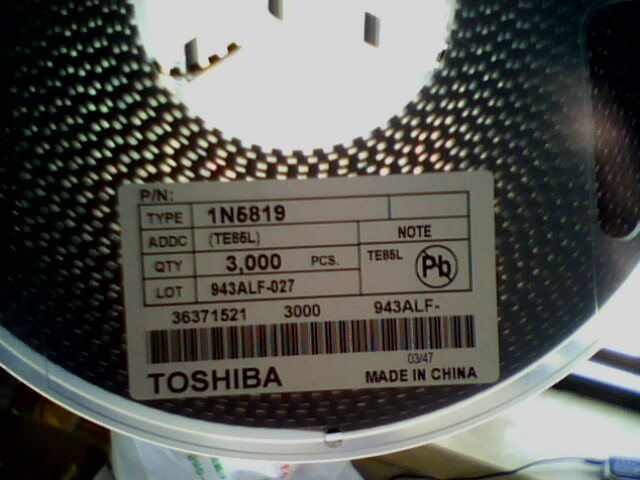 P/N:
TYPE 1N5819
ADDC (TE85L) NOTE
QTY 3,000 PCS. TE85L Pb
LOT 943ALF-027
36371521 3000 943ALF-
03/47
TOSHIBA MADE IN CHINA